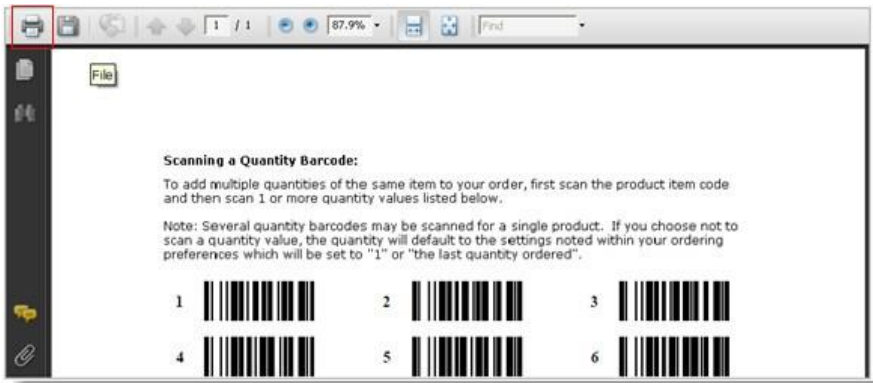 1 / 1 87.9% Find
File
Scanning a Quantity Barcode:
To add multiple quantities of the same item to your order, first scan the product item code
and then scan 1 or more quantity values listed below.
Note: Several quantity barcodes may be scanned for a single product. If you choose not to
scan a quantity value, the quantity will default to the settings noted within your ordering
preferences which will be set to "1" or "the last quantity ordered".
1 2 3
4 5 6